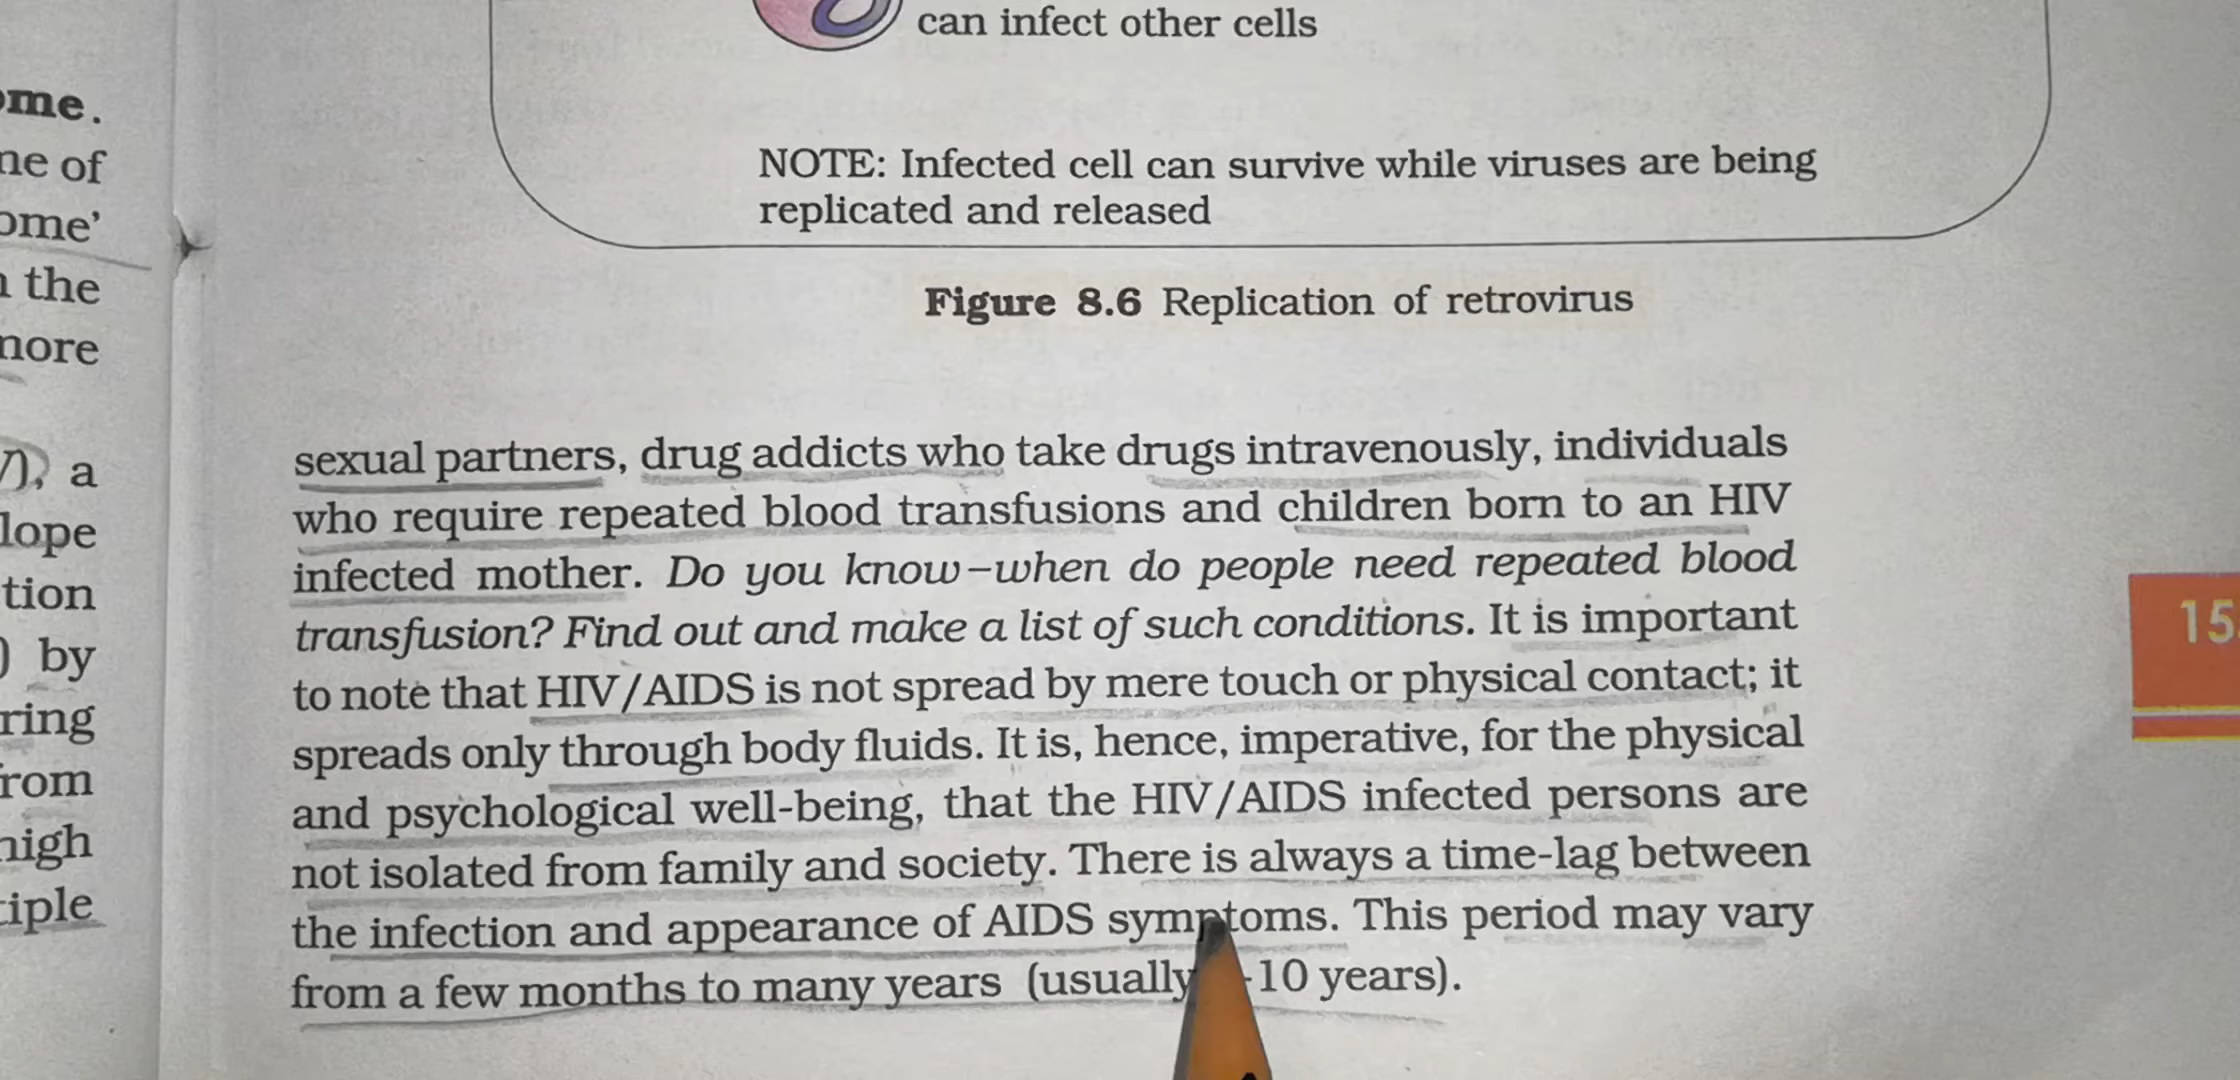 can infect other cells
NOTE: Infected cell can survive while viruses are being
replicated and released
Figure 8.6 Replication of retrovirus
me.
of
ome'
the
more
a
lope
tion
by
ring
rom
high
tiple
sexual partners, drug addicts who take drugs intravenously, individuals
who require repeated blood transfusions and children born to an HIV
infected mother. Do you know–when do people need repeated blood
transfusion? Find out and make a list of such conditions. It is important
to note that HIV/AIDS is not spread by mere touch or physical contact; it
spreads only through body fluids. It is, hence, imperative, for the physical
and psychological well-being, that the HIV/AIDS infected persons are
not isolated from family and society. There is always a time-lag between
the infection and appearance of AIDS symptoms. This period may vary
from a few months to many years (usually -10 years).
15